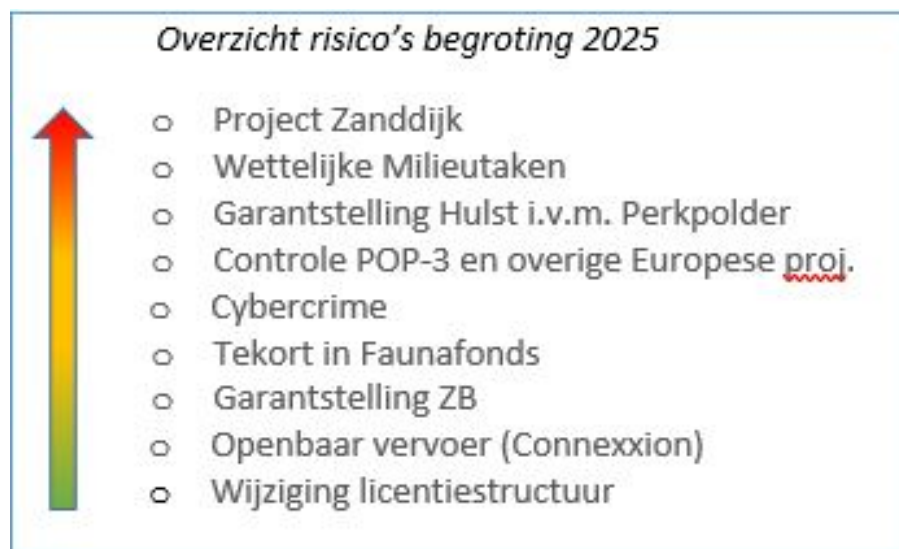 Overzicht risico's begroting 2025
o Project Zanddijk
o Wettelijke Milieutaken
o Garantstelling Hulst i.v.m. Perkpolder
o Controle POP-3 en overige Europese proj.
o Cybercrime
o Tekort in Faunafonds
o Garantstelling ZB
o Openbaar vervoer (Connexxion)
o Wijziging licentiestructuur